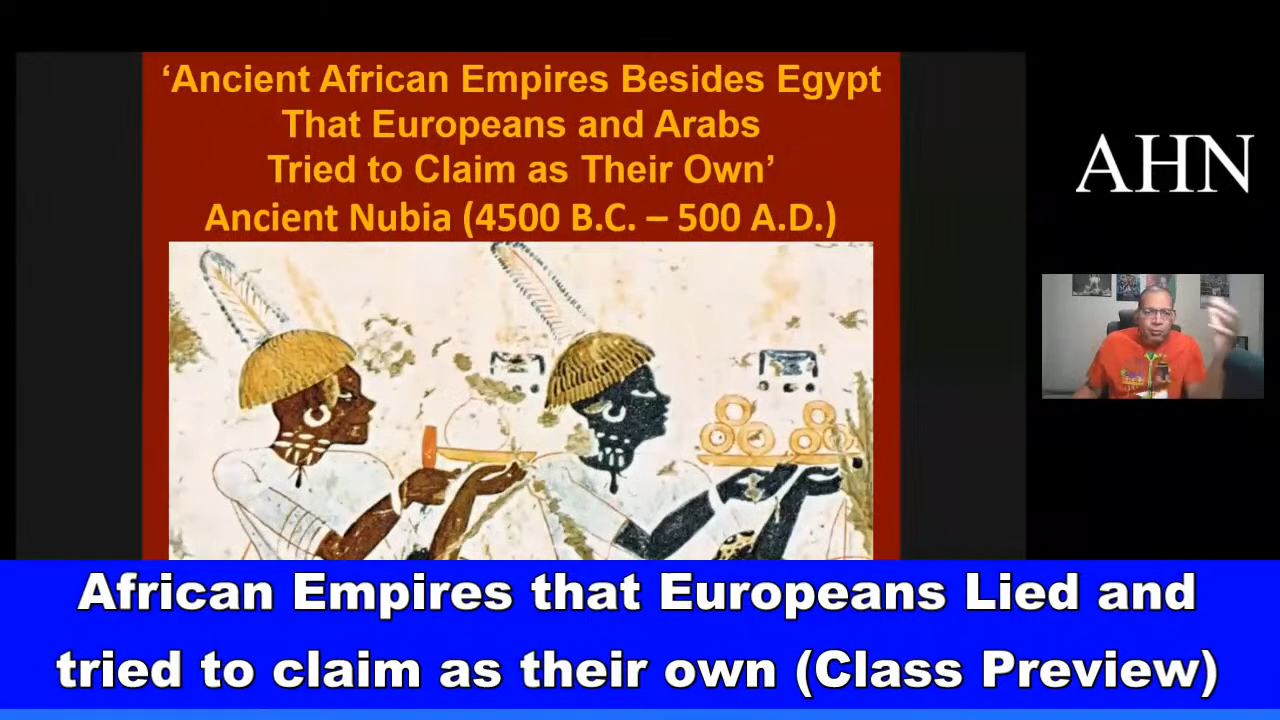 ‘Ancient African Empires Besides Egypt
That Europeans and Arabs
Tried to Claim as Their Own’
Ancient Nubia (4500 B.C. – 500 A.D.)
AHN
African Empires that Europeans Lied and
tried to claim as their own (Class Preview)